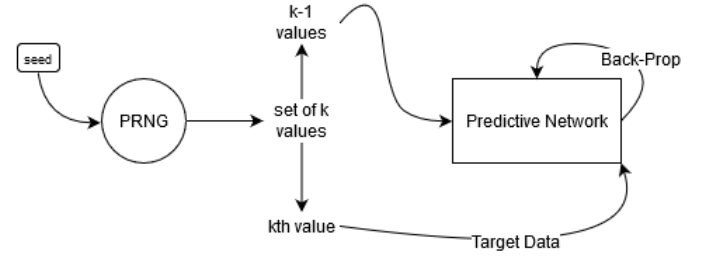 k-1
values
seed
Back-Prop
PRNG
set of k
values
Predictive Network
kth value
Target Data